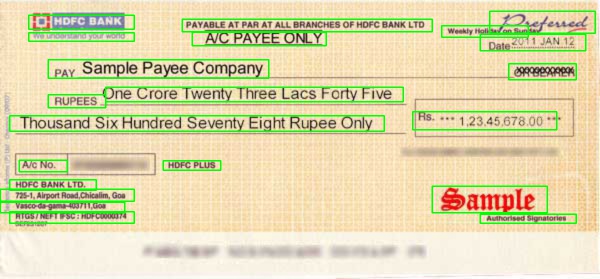 HDFC BANK
We understand your world
PAYABLE AT PAR AT ALL BRANCHES OF HDFC BANK LTD
A/C PAYEE ONLY
Preferred
Weekly Holiday on Sunday
Date 2011 JAN 12
PAY Sample Payee Company
OR BEARER
RUPEES One Crore Twenty Three Lacs Forty Five
Thousand Six Hundred Seventy Eight Rupee Only
Rs. *** 1,23,45,678.00 ***
A/c No.
HDFC PLUS
HDFC BANK LTD.
725-1, Airport Road,Chicalim, Goa
Vasco-da-gama-403711,Goa
RTGS / NEFT IFSC : HDFC0000374
Sample
Authorised Signatories